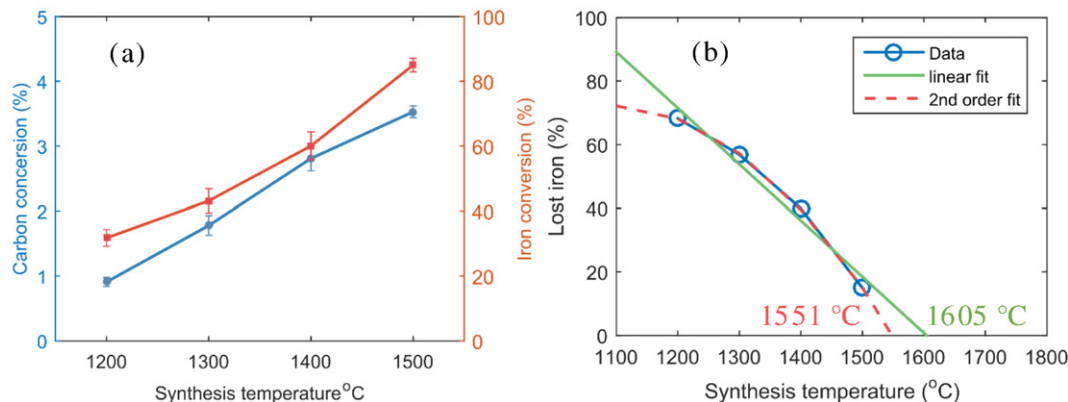 (a)
Carbon concersion (%)
5
4
3
2
1
0
100
80
60
40
20
0
Iron conversion (%)
1200 1300 1400 1500
Synthesis temperature°C
(b)
Lost iron (%)
100
80
60
40
20
0
Data
linear fit
2nd order fit
1551 °C
1605 °C
1100 1200 1300 1400 1500 1600 1700 1800
Synthesis temperature (°C)